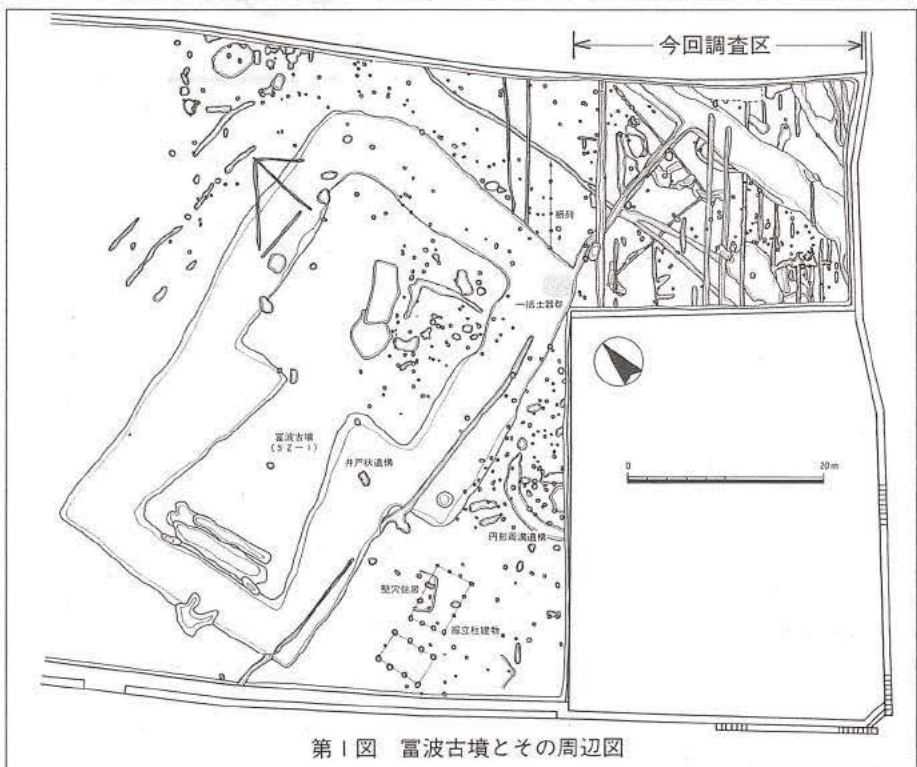 今回調査区
柵列
一括土器群
富波古墳
(SZ-1)
井戸状遺構
円形周溝遺構
竪穴住居
掘立柱建物
0 20m
第1図 冨波古墳とその周辺図